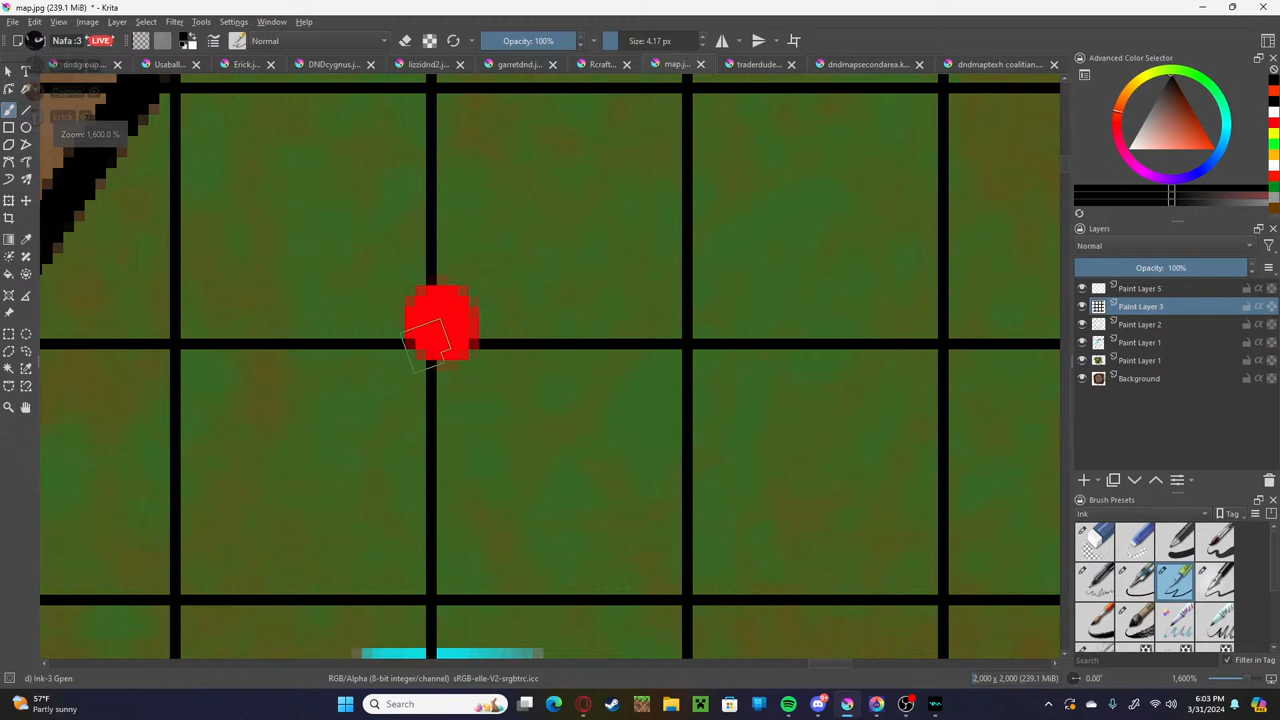 map.jpg (239.1 MiB) * - Krita
File Edit View Image Layer Select Filter Tools Settings Window Help
Nafa :3 LIVE Normal Opacity: 100% Size: 4.17 px
dndgroup.... Usaball... Erick.j... DNDcygnus.j... lizzidnd2.j... garretdnd.j... Rcraft... map.j... traderdude... dndmapsecondarea.k... dndmaptexh coalitian....
Cygnus
Erick
Zoom: 1,600.0 %
Advanced Color Selector
Layers
Normal
Opacity: 100%
Paint Layer 5
Paint Layer 3
Paint Layer 2
Paint Layer 1
Paint Layer 1
Background
Brush Presets
Ink Tag
Search Filter in Tag
d) Ink-3 Gpen RGB/Alpha (8-bit integer/channel) sRGB-elle-V2-srgbtrc.icc 2,000 x 2,000 (239.1 MiB) 0.00° 1,600%
57°F
Partly sunny
Search
6:03 PM
3/31/2024